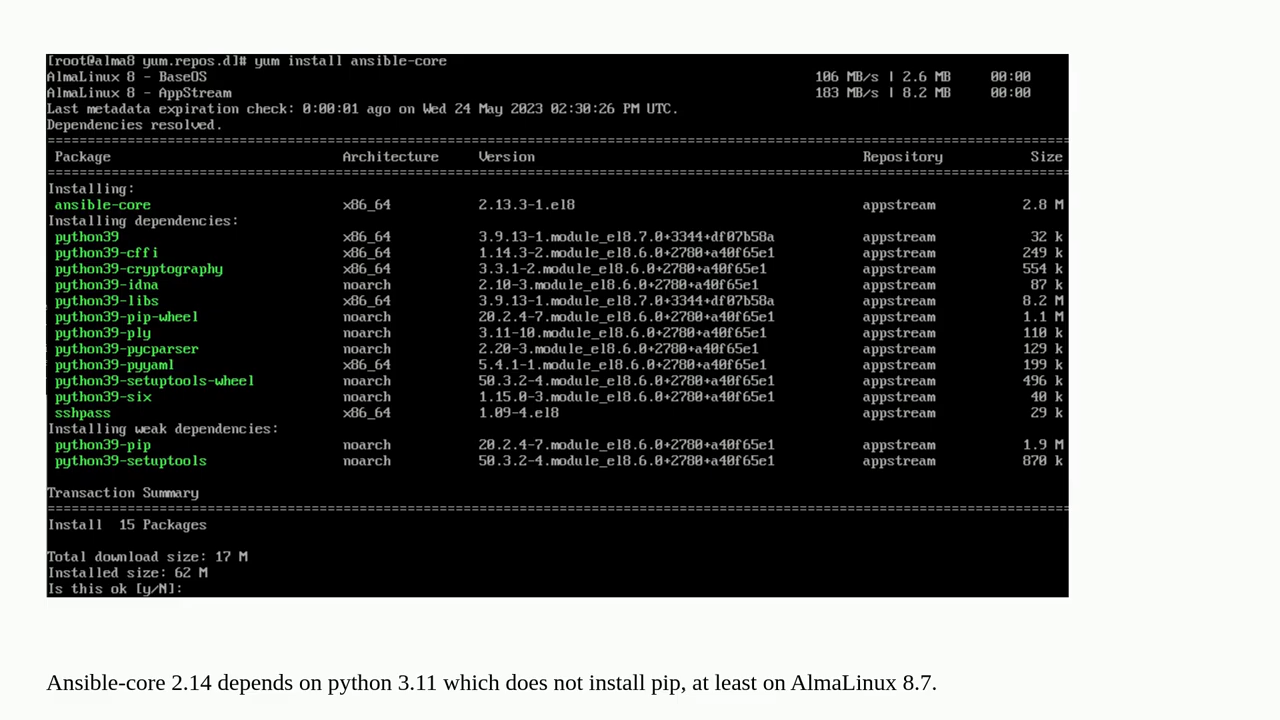 [root@alma8 yum.repos.d]# yum install ansible-core
AlmaLinux 8 - BaseOS 106 MB/s | 2.6 MB 00:00
AlmaLinux 8 - AppStream 183 MB/s | 8.2 MB 00:00
Last metadata expiration check: 0:00:01 ago on Wed 24 May 2023 02:30:26 PM UTC.
Dependencies resolved.
Package Architecture Version Repository Size
Installing:
ansible-core x86_64 2.13.3-1.el8 appstream 2.8 M
Installing dependencies:
python39 x86_64 3.9.13-1.module_el8.7.0+3344+df07b58a appstream 32 k
python39-cffi x86_64 1.14.3-2.module_el8.6.0+2780+a40f65e1 appstream 249 k
python39-cryptography x86_64 3.3.1-2.module_el8.6.0+2780+a40f65e1 appstream 554 k
python39-idna noarch 2.10-3.module_el8.6.0+2780+a40f65e1 appstream 87 k
python39-libs x86_64 3.9.13-1.module_el8.7.0+3344+df07b58a appstream 8.2 M
python39-pip-wheel noarch 20.2.4-7.module_el8.6.0+2780+a40f65e1 appstream 1.1 M
python39-ply noarch 3.11-10.module_el8.6.0+2780+a40f65e1 appstream 110 k
python39-pycparser noarch 2.20-3.module_el8.6.0+2780+a40f65e1 appstream 129 k
python39-pyyaml x86_64 5.4.1-1.module_el8.6.0+2780+a40f65e1 appstream 199 k
python39-setuptools-wheel noarch 50.3.2-4.module_el8.6.0+2780+a40f65e1 appstream 496 k
python39-six noarch 1.15.0-3.module_el8.6.0+2780+a40f65e1 appstream 40 k
sshpass x86_64 1.09-4.el8 appstream 29 k
Installing weak dependencies:
python39-pip noarch 20.2.4-7.module_el8.6.0+2780+a40f65e1 appstream 1.9 M
python39-setuptools noarch 50.3.2-4.module_el8.6.0+2780+a40f65e1 appstream 870 k
Transaction Summary
Install 15 Packages
Total download size: 17 M
Installed size: 62 M
Is this ok [y/N]:
Ansible-core 2.14 depends on python 3.11 which does not install pip, at least on AlmaLinux 8.7.